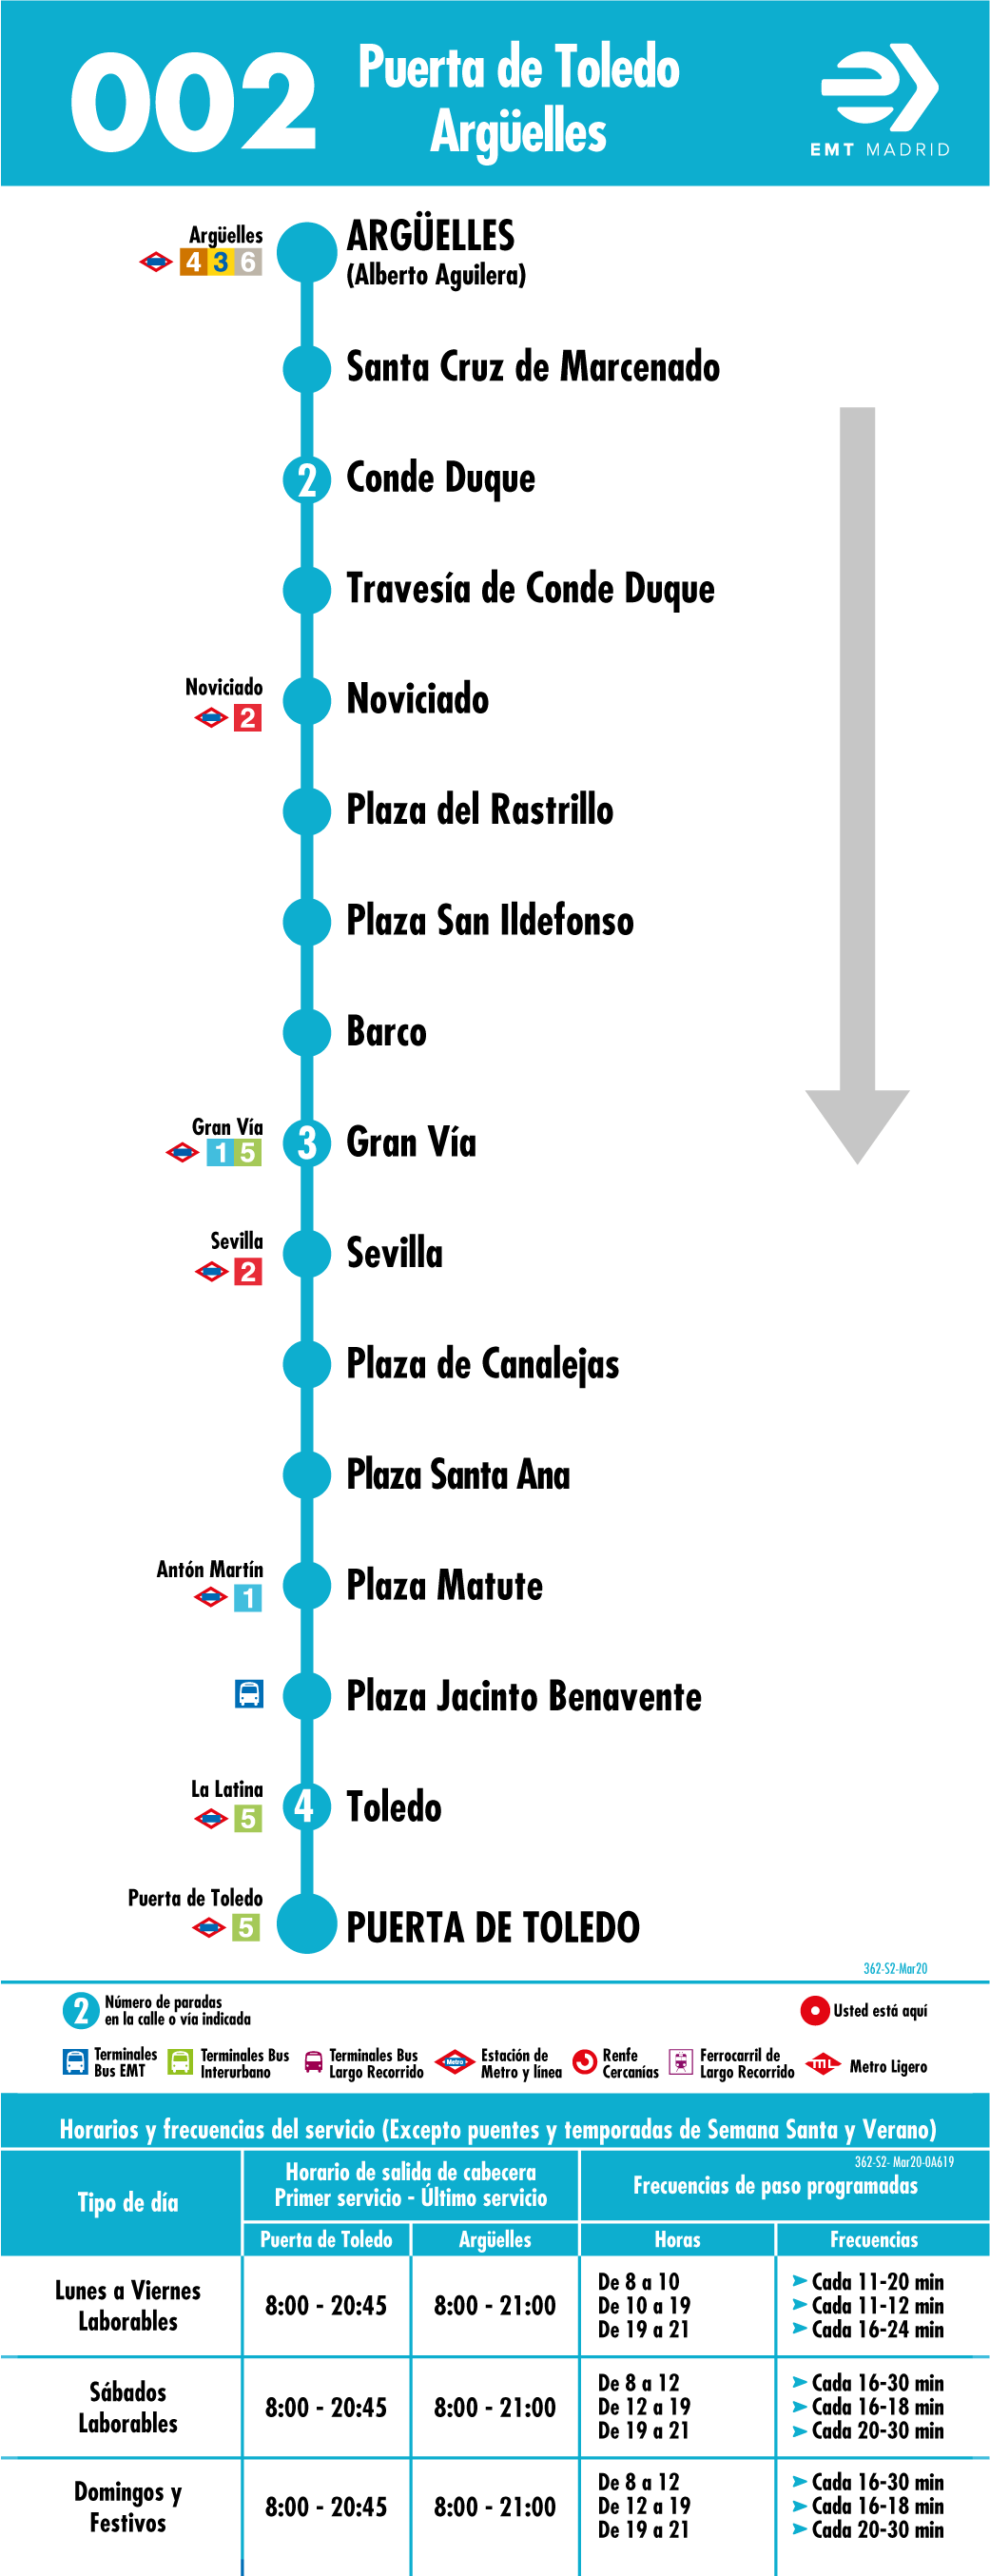 002
Puerta de Toledo
Argüelles
EMT MADRID
Argüelles
4 3 6
ARGÜELLES
(Alberto Aguilera)
Santa Cruz de Marcenado
2 Conde Duque
Travesía de Conde Duque
Noviciado
2
Noviciado
Plaza del Rastrillo
Plaza San Ildefonso
Barco
Gran Vía
1 5
3 Gran Vía
Sevilla
2
Sevilla
Plaza de Canalejas
Plaza Santa Ana
Antón Martín
1
Plaza Matute
Plaza Jacinto Benavente
La Latina
5
4 Toledo
Puerta de Toledo
5
PUERTA DE TOLEDO
362-S2-Mar20
2 Número de paradas
en la calle o vía indicada
Usted está aquí
Terminales
Bus EMT
Terminales Bus
Interurbano
Terminales Bus
Largo Recorrido
Metro
Estación de
Metro y línea
Renfe
Cercanías
Ferrocarril de
Largo Recorrido
ML
Metro Ligero
Horarios y frecuencias del servicio (Excepto puentes y temporadas de Semana Santa y Verano)
362-S2- Mar20-0A619
Tipo de día
Horario de salida de cabecera
Primer servicio - Último servicio
Frecuencias de paso programadas
Puerta de Toledo
Argüelles
Horas
Frecuencias
Lunes a Viernes
Laborables
8:00 - 20:45
8:00 - 21:00
De 8 a 10
De 10 a 19
De 19 a 21
Cada 11-20 min
Cada 11-12 min
Cada 16-24 min
Sábados
Laborables
8:00 - 20:45
8:00 - 21:00
De 8 a 12
De 12 a 19
De 19 a 21
Cada 16-30 min
Cada 16-18 min
Cada 20-30 min
Domingos y
Festivos
8:00 - 20:45
8:00 - 21:00
De 8 a 12
De 12 a 19
De 19 a 21
Cada 16-30 min
Cada 16-18 min
Cada 20-30 min